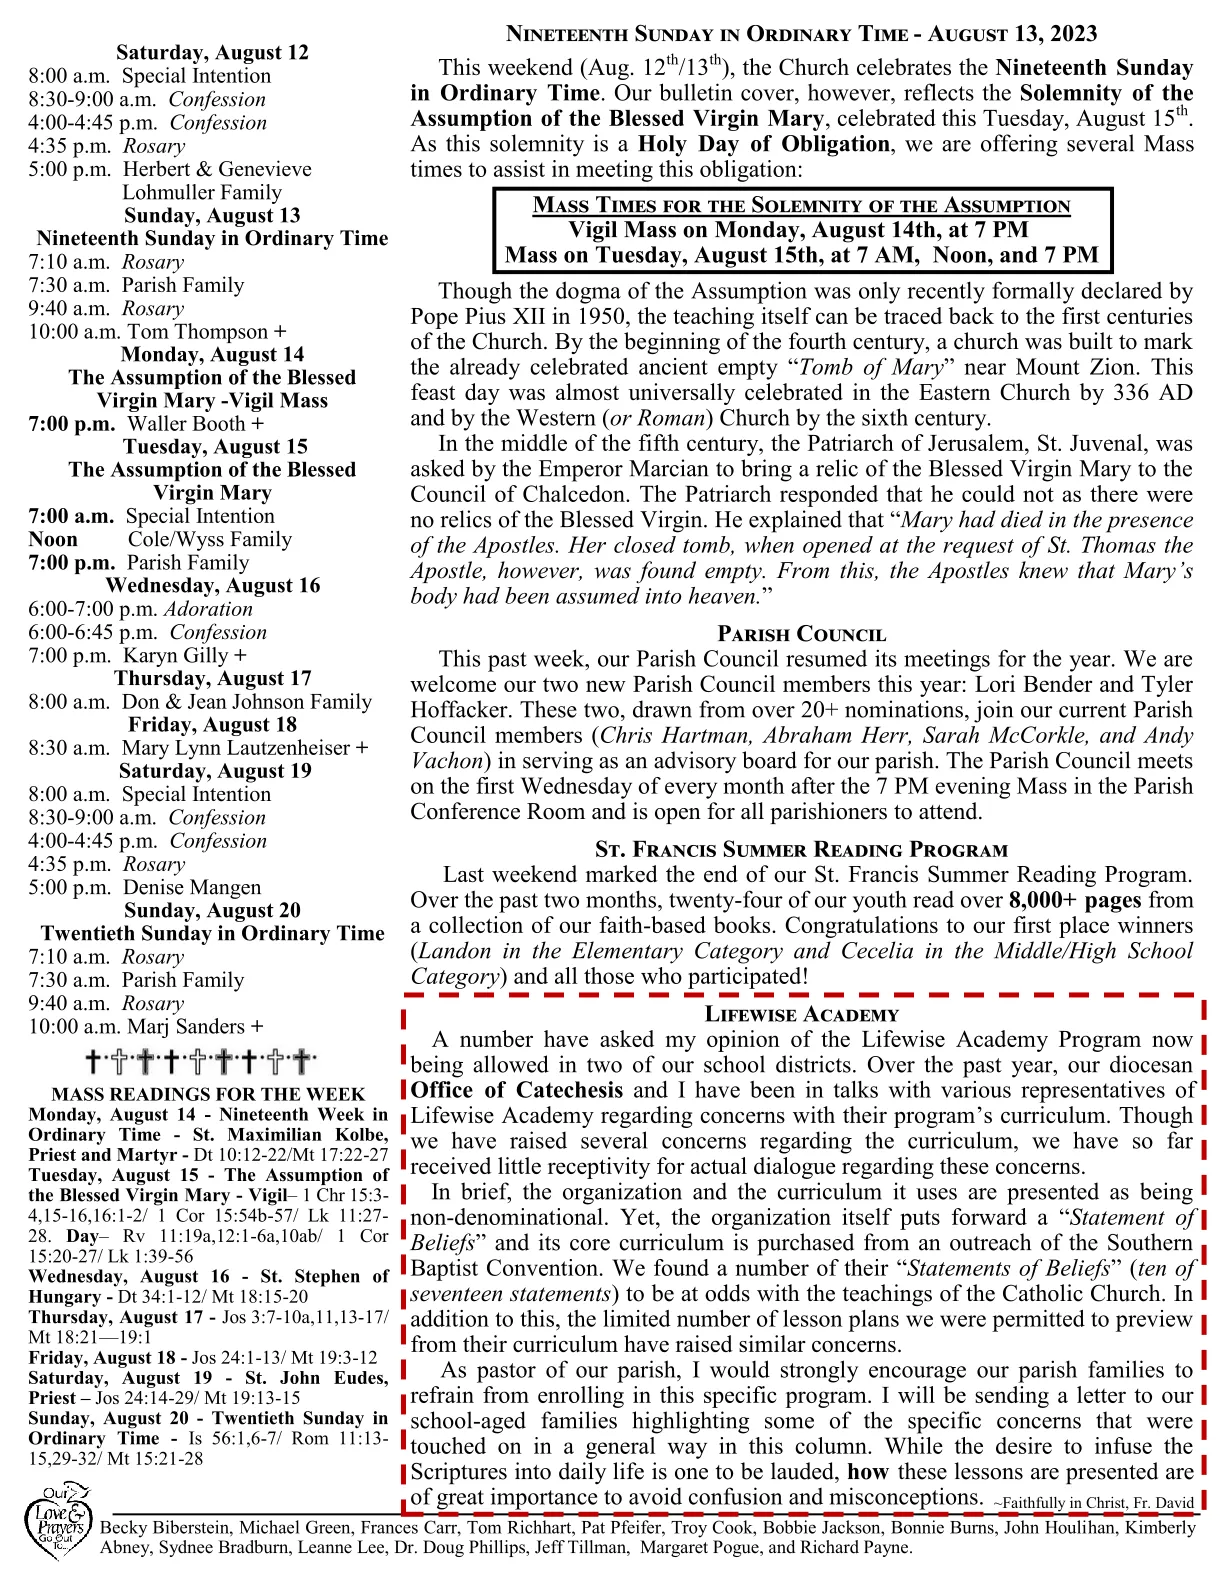 Saturday, August 12
8:00 a.m. Special Intention
8:30-9:00 a.m. Confession
4:00-4:45 p.m. Confession
4:35 p.m. Rosary
5:00 p.m. Herbert & Genevieve
Lohmuller Family
Sunday, August 13
Nineteenth Sunday in Ordinary Time
7:10 a.m. Rosary
7:30 a.m. Parish Family
9:40 a.m. Rosary
10:00 a.m. Tom Thompson +
Monday, August 14
The Assumption of the Blessed
Virgin Mary -Vigil Mass
7:00 p.m. Waller Booth +
Tuesday, August 15
The Assumption of the Blessed
Virgin Mary
7:00 a.m. Special Intention
Noon Cole/Wyss Family
7:00 p.m. Parish Family
Wednesday, August 16
6:00-7:00 p.m. Adoration
6:00-6:45 p.m. Confession
7:00 p.m. Karyn Gilly +
Thursday, August 17
8:00 a.m. Don & Jean Johnson Family
Friday, August 18
8:30 a.m. Mary Lynn Lautzenheiser +
Saturday, August 19
8:00 a.m. Special Intention
8:30-9:00 a.m. Confession
4:00-4:45 p.m. Confession
4:35 p.m. Rosary
5:00 p.m. Denise Mangen
Sunday, August 20
Twentieth Sunday in Ordinary Time
7:10 a.m. Rosary
7:30 a.m. Parish Family
9:40 a.m. Rosary
10:00 a.m. Marj Sanders +
MASS READINGS FOR THE WEEK
Monday, August 14 - Nineteenth Week in
Ordinary Time - St. Maximilian Kolbe,
Priest and Martyr - Dt 10:12-22/Mt 17:22-27
Tuesday, August 15 - The Assumption of
the Blessed Virgin Mary - Vigil– 1 Chr 15:3-
4,15-16,16:1-2/ 1 Cor 15:54b-57/ Lk 11:27-
28. Day– Rv 11:19a,12:1-6a,10ab/ 1 Cor
15:20-27/ Lk 1:39-56
Wednesday, August 16 - St. Stephen of
Hungary - Dt 34:1-12/ Mt 18:15-20
Thursday, August 17 - Jos 3:7-10a,11,13-17/
Mt 18:21—19:1
Friday, August 18 - Jos 24:1-13/ Mt 19:3-12
Saturday, August 19 - St. John Eudes,
Priest – Jos 24:14-29/ Mt 19:13-15
Sunday, August 20 - Twentieth Sunday in
Ordinary Time - Is 56:1,6-7/ Rom 11:13-
15,29-32/ Mt 15:21-28
NINETEENTH SUNDAY IN ORDINARY TIME - AUGUST 13, 2023
This weekend (Aug. 12th/13th), the Church celebrates the Nineteenth Sunday
in Ordinary Time. Our bulletin cover, however, reflects the Solemnity of the
Assumption of the Blessed Virgin Mary, celebrated this Tuesday, August 15th.
As this solemnity is a Holy Day of Obligation, we are offering several Mass
times to assist in meeting this obligation:
MASS TIMES FOR THE SOLEMNITY OF THE ASSUMPTION
Vigil Mass on Monday, August 14th, at 7 PM
Mass on Tuesday, August 15th, at 7 AM, Noon, and 7 PM
Though the dogma of the Assumption was only recently formally declared by
Pope Pius XII in 1950, the teaching itself can be traced back to the first centuries
of the Church. By the beginning of the fourth century, a church was built to mark
the already celebrated ancient empty “Tomb of Mary” near Mount Zion. This
feast day was almost universally celebrated in the Eastern Church by 336 AD
and by the Western (or Roman) Church by the sixth century.
In the middle of the fifth century, the Patriarch of Jerusalem, St. Juvenal, was
asked by the Emperor Marcian to bring a relic of the Blessed Virgin Mary to the
Council of Chalcedon. The Patriarch responded that he could not as there were
no relics of the Blessed Virgin. He explained that “Mary had died in the presence
of the Apostles. Her closed tomb, when opened at the request of St. Thomas the
Apostle, however, was found empty. From this, the Apostles knew that Mary’s
body had been assumed into heaven.”
PARISH COUNCIL
This past week, our Parish Council resumed its meetings for the year. We are
welcome our two new Parish Council members this year: Lori Bender and Tyler
Hoffacker. These two, drawn from over 20+ nominations, join our current Parish
Council members (Chris Hartman, Abraham Herr, Sarah McCorkle, and Andy
Vachon) in serving as an advisory board for our parish. The Parish Council meets
on the first Wednesday of every month after the 7 PM evening Mass in the Parish
Conference Room and is open for all parishioners to attend.
ST. FRANCIS SUMMER READING PROGRAM
Last weekend marked the end of our St. Francis Summer Reading Program.
Over the past two months, twenty-four of our youth read over 8,000+ pages from
a collection of our faith-based books. Congratulations to our first place winners
(Landon in the Elementary Category and Cecelia in the Middle/High School
Category) and all those who participated!
LIFEWISE ACADEMY
A number have asked my opinion of the Lifewise Academy Program now
being allowed in two of our school districts. Over the past year, our diocesan
Office of Catechesis and I have been in talks with various representatives of
Lifewise Academy regarding concerns with their program’s curriculum. Though
we have raised several concerns regarding the curriculum, we have so far
received little receptivity for actual dialogue regarding these concerns.
In brief, the organization and the curriculum it uses are presented as being
non-denominational. Yet, the organization itself puts forward a “Statement of
Beliefs” and its core curriculum is purchased from an outreach of the Southern
Baptist Convention. We found a number of their “Statements of Beliefs” (ten of
seventeen statements) to be at odds with the teachings of the Catholic Church. In
addition to this, the limited number of lesson plans we were permitted to preview
from their curriculum have raised similar concerns.
As pastor of our parish, I would strongly encourage our parish families to
refrain from enrolling in this specific program. I will be sending a letter to our
school-aged families highlighting some of the specific concerns that were
touched on in a general way in this column. While the desire to infuse the
Scriptures into daily life is one to be lauded, how these lessons are presented are
of great importance to avoid confusion and misconceptions. ~Faithfully in Christ, Fr. David
Our
Love &
Prayers
Go Out
To...
Becky Biberstein, Michael Green, Frances Carr, Tom Richhart, Pat Pfeifer, Troy Cook, Bobbie Jackson, Bonnie Burns, John Houlihan, Kimberly
Abney, Sydnee Bradburn, Leanne Lee, Dr. Doug Phillips, Jeff Tillman, Margaret Pogue, and Richard Payne.